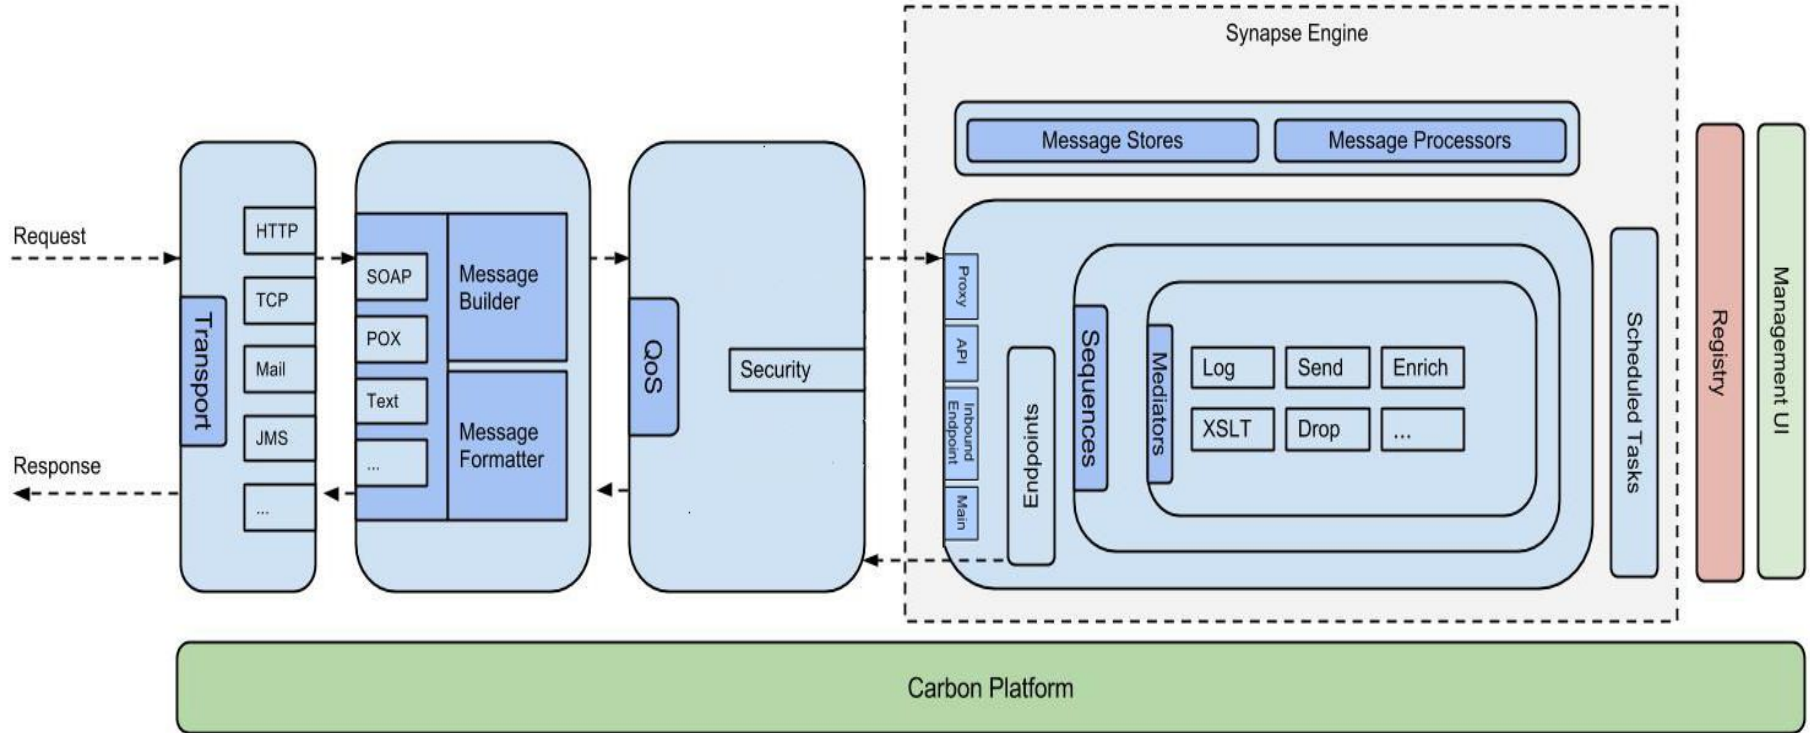 Synapse Engine
Message Stores
Message Processors
Request
Response
Transport
HTTP
TCP
Mail
JMS
...
SOAP
POX
Text
...
Message
Builder
Message
Formatter
QoS
Security
Proxy
API
Inbound
Endpoint
Main
Endpoints
Sequences
Mediators
Log
Send
Enrich
XSLT
Drop
...
Scheduled Tasks
Registry
Management UI
Carbon Platform